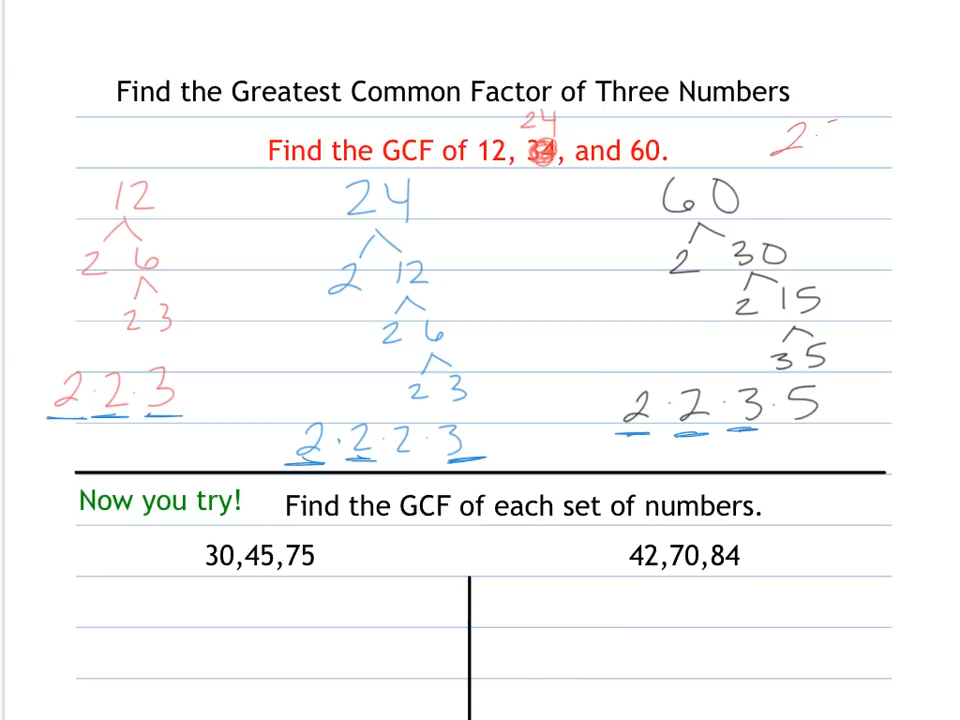 Find the Greatest Common Factor of Three Numbers
24
Find the GCF of 12, 34, and 60.
2 ·
12
24
60
2 6
2 12
2 30
2 3
2 6
2 15
2 3
3 5
2 · 2 · 3
2 · 2 · 2 · 3
2 · 2 · 3 · 5
Now you try!
Find the GCF of each set of numbers.
30,45,75
42,70,84